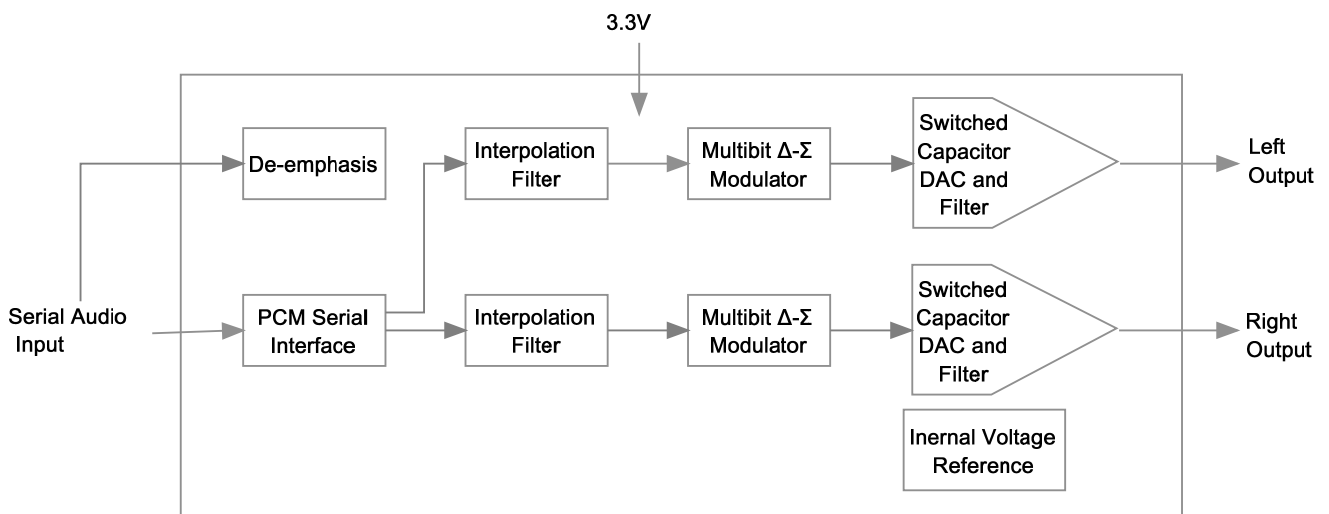 3.3V
De-emphasis
Interpolation
Filter
Multibit Δ-Σ
Modulator
Switched
Capacitor
DAC and
Filter
Left
Output
Serial Audio
Input
PCM Serial
Interface
Interpolation
Filter
Multibit Δ-Σ
Modulator
Switched
Capacitor
DAC and
Filter
Right
Output
Inernal Voltage
Reference